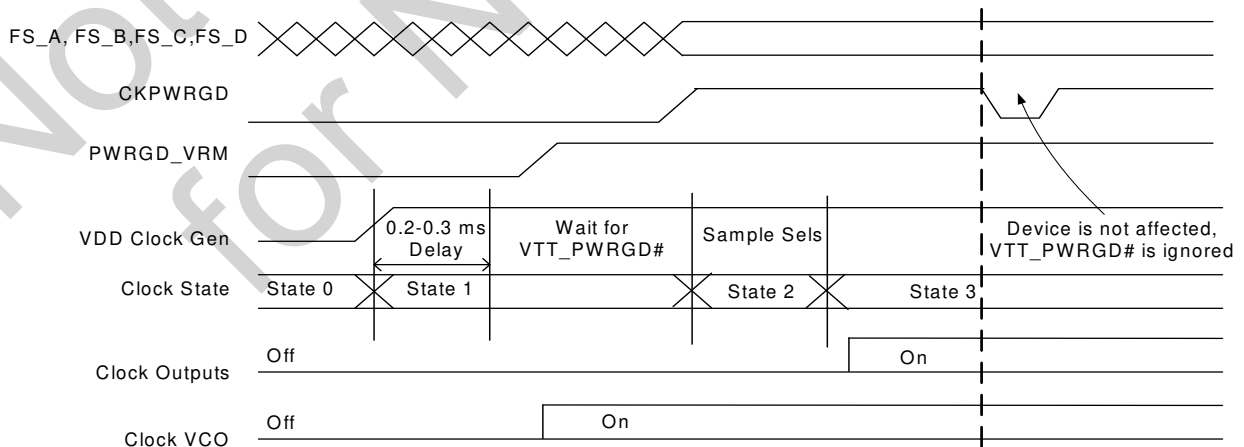 FS_A, FS_B,FS_C,FS_D
CKPWRGD
PWRGD_VRM
VDD Clock Gen
0.2-0.3 ms
Delay
Wait for
VTT_PWRGD#
Sample Sels
Device is not affected,
VTT_PWRGD# is ignored
Clock State
State 0
State 1
State 2
State 3
Clock Outputs
Off
On
Clock VCO
Off
On
for